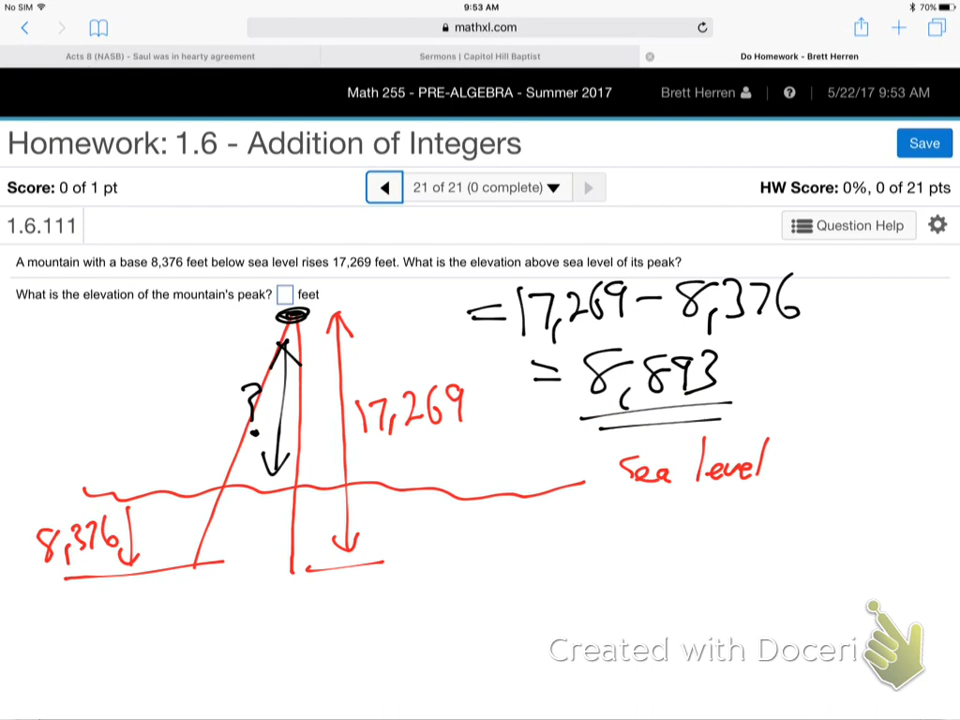 No SIM 9:53 AM 70%
mathxl.com
Acts 8 (NASB) - Saul was in hearty agreement Sermons | Capitol Hill Baptist Do Homework - Brett Herren
Math 255 - PRE-ALGEBRA - Summer 2017 Brett Herren ? 5/22/17 9:53 AM
Homework: 1.6 - Addition of Integers Save
Score: 0 of 1 pt 21 of 21 (0 complete) HW Score: 0%, 0 of 21 pts
1.6.111 Question Help
A mountain with a base 8,376 feet below sea level rises 17,269 feet. What is the elevation above sea level of its peak?
What is the elevation of the mountain's peak? feet
= 17,269 - 8,376
= 8,893
?
17,269
sea level
8,376
Created with Doceri